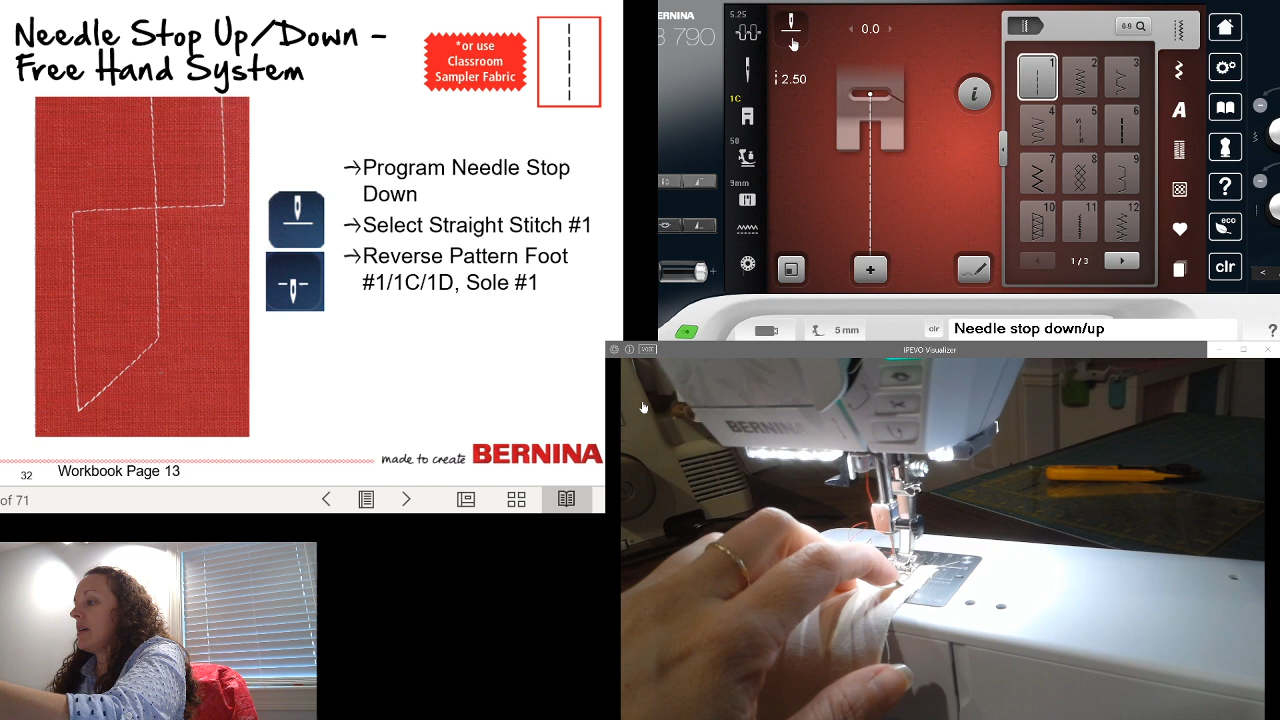 Needle Stop Up/Down -
Free Hand System
*or use
Classroom
Sampler Fabric
→Program Needle Stop
Down
→Select Straight Stitch #1
→Reverse Pattern Foot
#1/1C/1D, Sole #1
made to create BERNINA
32 Workbook Page 13
of 71
BERNINA
790
5.25
0.0
0-9
2.50
1C
50
9mm
1 2 3
4 5 6
7 8 9
10 11 12
1/3
A
i
?
eco
clr
5 mm
clr
Needle stop down/up
?
IPEVO Visualizer
BERNINA